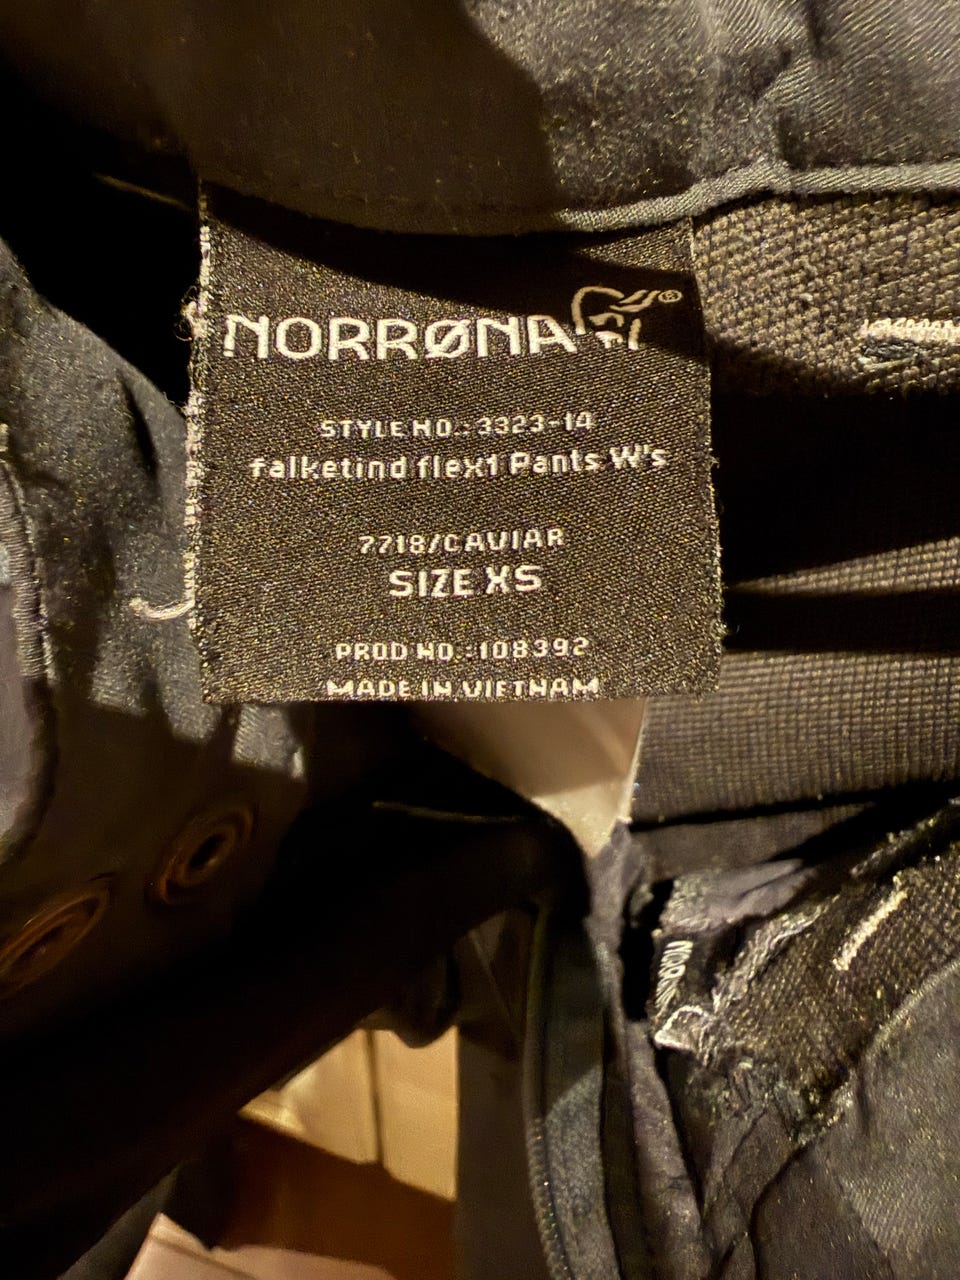 NORRØNA ®
STYLE NO.: 3323-14
falketind flex1 Pants W's
7718/CAVIAR
SIZE XS
PROD NO.:108392
MADE IN VIETNAM